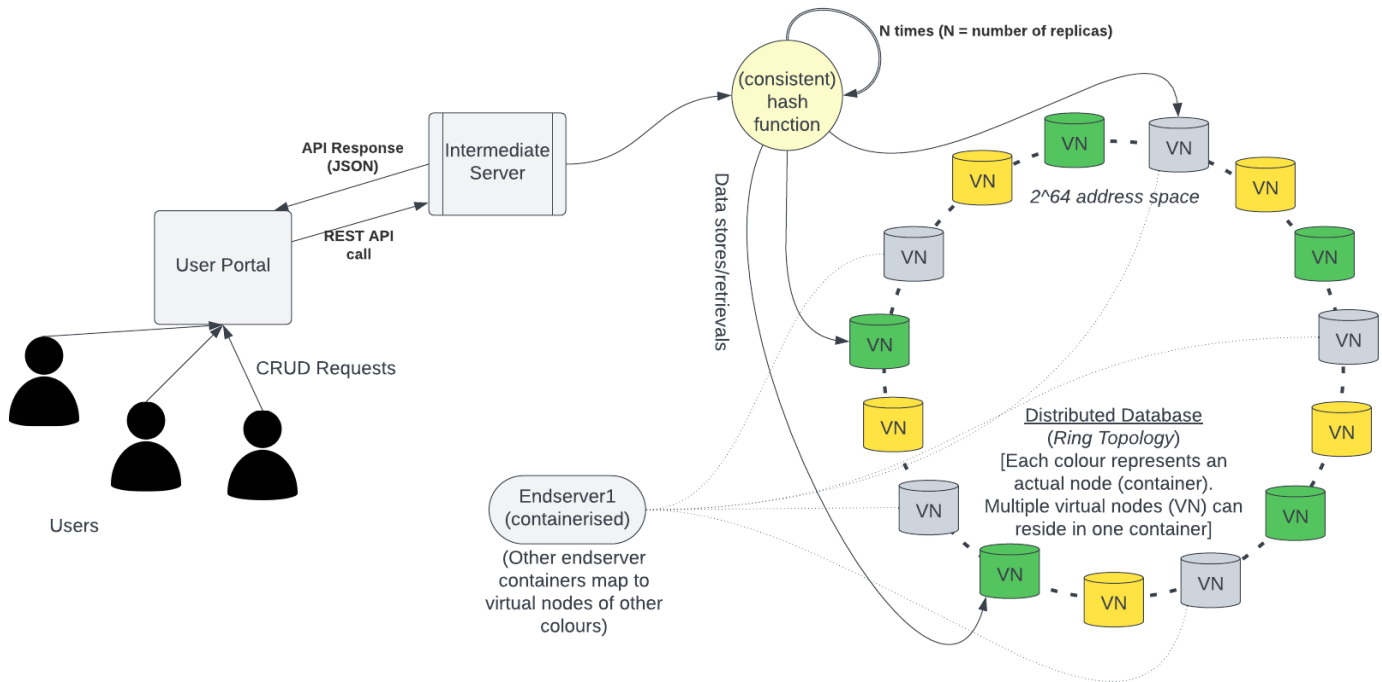 N times (N = number of replicas)
(consistent)
hash
function
API Response
(JSON)
Intermediate
Server
REST API
call
User Portal
CRUD Requests
Users
Data stores/retrievals
VN
VN
VN
VN
2^64 address space
VN
VN
VN
VN
VN
VN
VN
VN
VN
VN
VN
VN
Distributed Database
(Ring Topology)
[Each colour represents an
actual node (container).
Multiple virtual nodes (VN) can
reside in one container]
Endserver1
(containerised)
(Other endserver
containers map to
virtual nodes of other
colours)